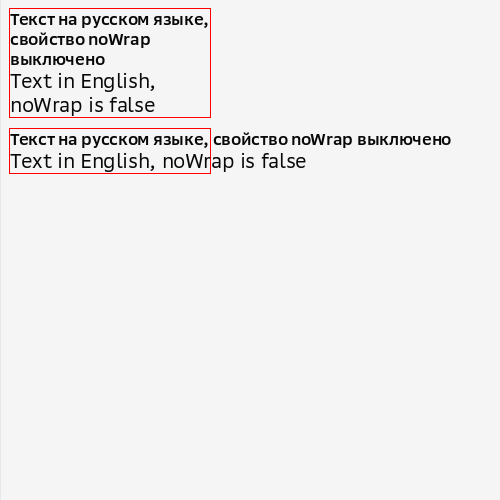 Текст на русском языке,
свойство noWrap
выключено
Text in English,
noWrap is false
Текст на русском языке, свойство noWrap выключено
Text in English, noWrap is false